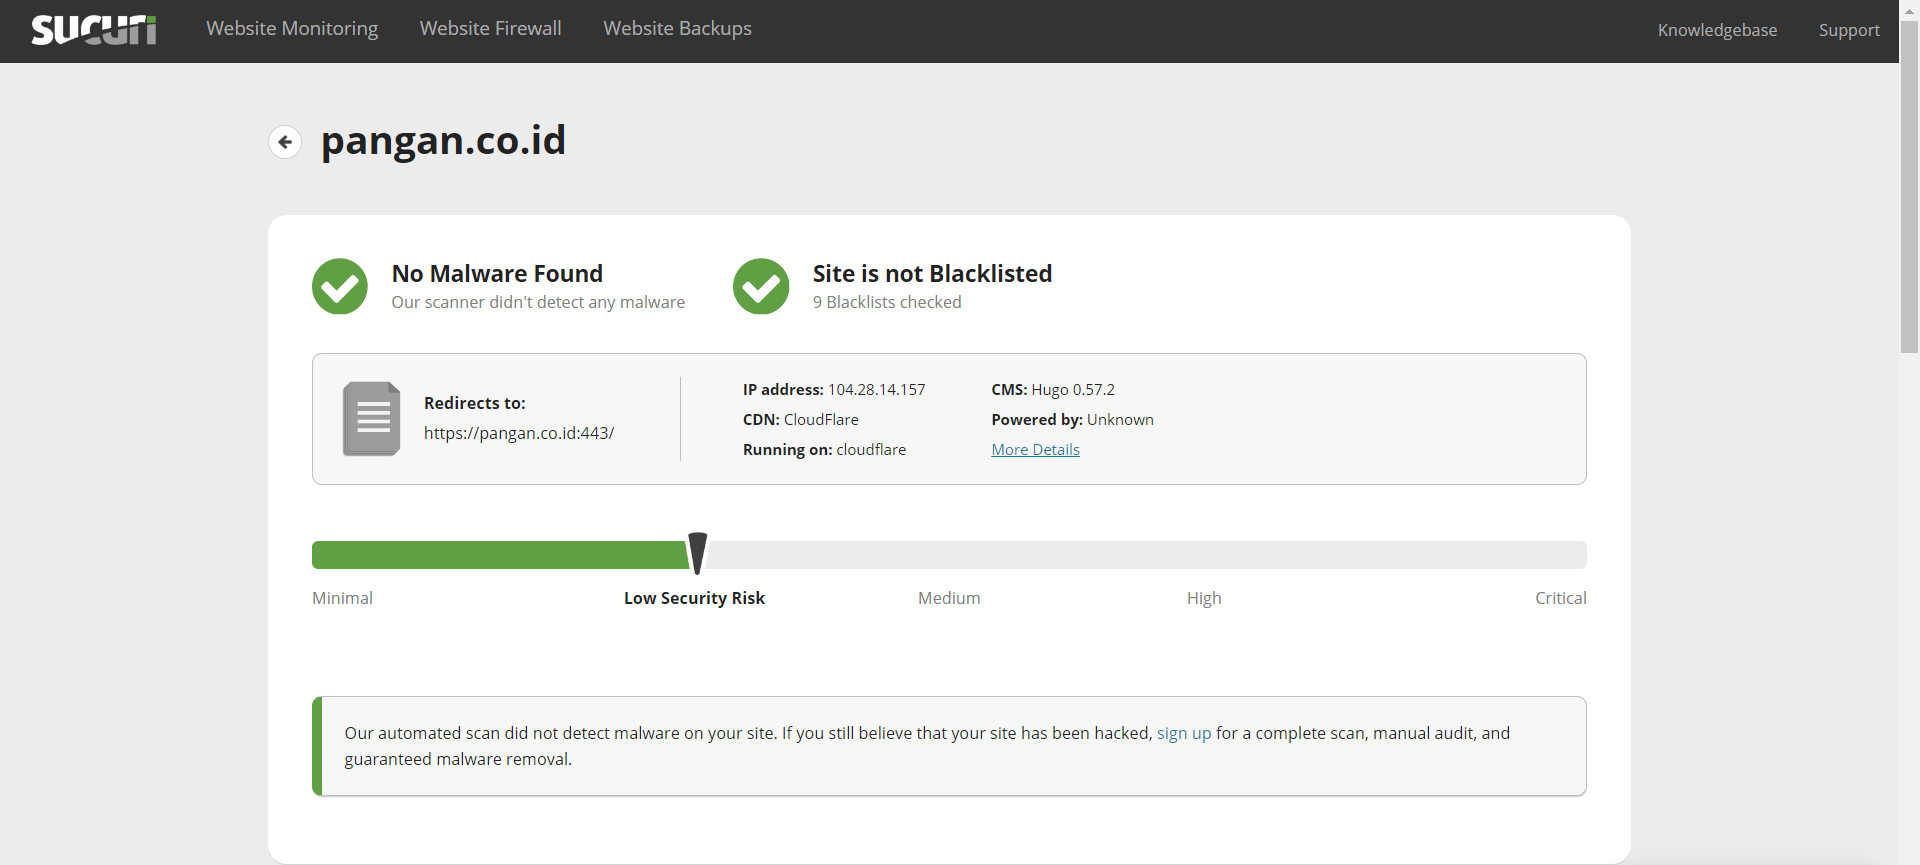 sucuri
Website Monitoring
Website Firewall
Website Backups
Knowledgebase
Support
pangan.co.id
No Malware Found
Our scanner didn't detect any malware
Site is not Blacklisted
9 Blacklists checked
Redirects to:
https://pangan.co.id:443/
IP address: 104.28.14.157
CDN: CloudFlare
Running on: cloudflare
CMS: Hugo 0.57.2
Powered by: Unknown
More Details
Minimal
Low Security Risk
Medium
High
Critical
Our automated scan did not detect malware on your site. If you still believe that your site has been hacked, sign up for a complete scan, manual audit, and
guaranteed malware removal.